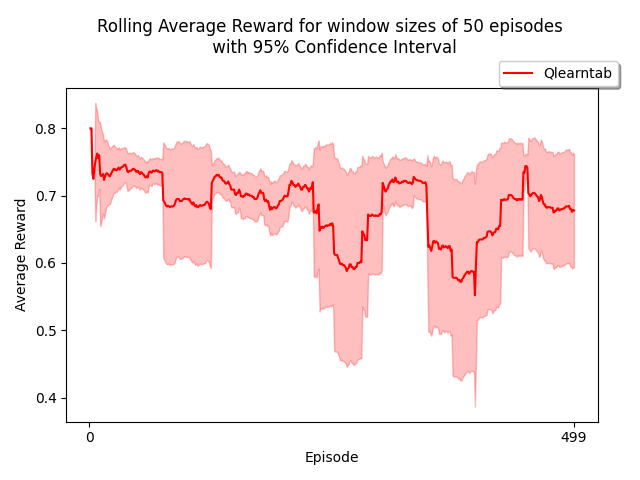 Rolling Average Reward for window sizes of 50 episodes
with 95% Confidence Interval
Qlearntab
0.8
0.7
0.6
0.5
0.4
Average Reward
0
499
Episode